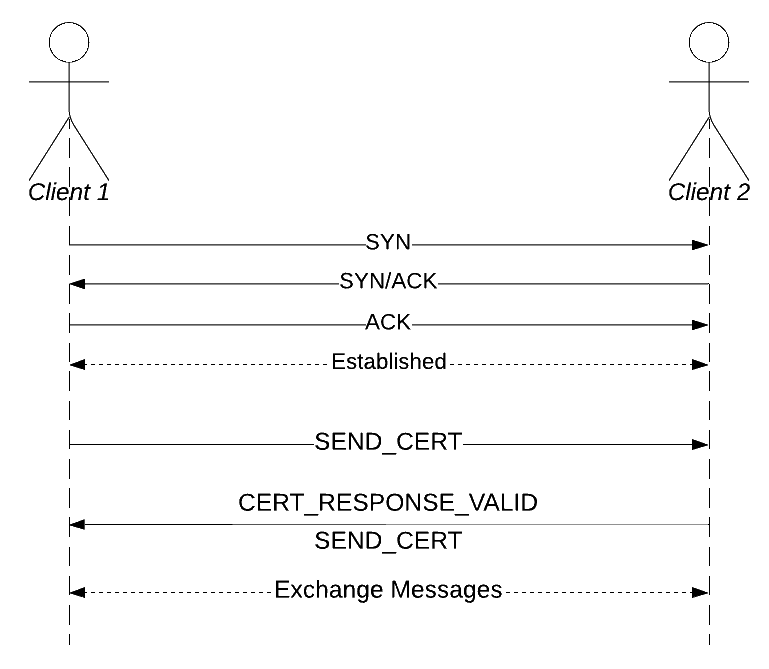 Client 1
Client 2
SYN
SYN/ACK
ACK
Established
SEND_CERT
CERT_RESPONSE_VALID
SEND_CERT
Exchange Messages